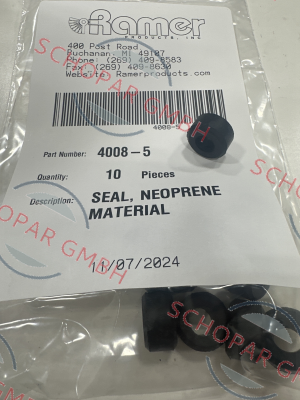 Ramer
PRODUCTS, INC
400 Post Road
Buchanan, MI 49107
Phone: (269) 409-8583
Fax: (269) 409-8630
Website: Ramerproducts.com
4008-5
Part Number: 4008-5
Quantity: 10 Pieces
Description: SEAL, NEOPRENE
MATERIAL
11/07/2024
SCHOPAR GMBH
SCHOPAR GMBH
SCHOPAR GMBH